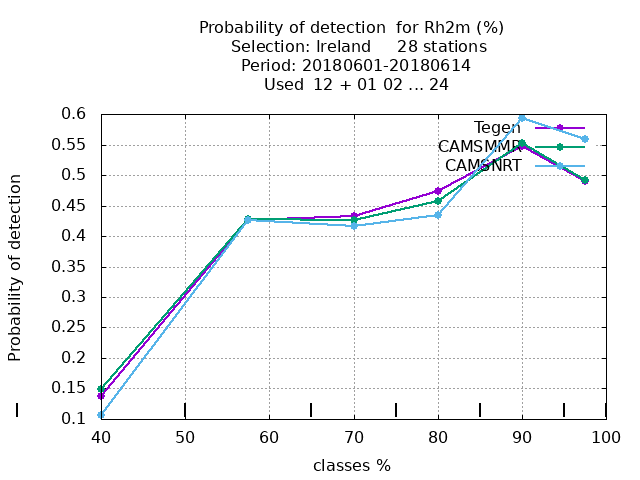 Probability of detection  for Rh2m (%)
Selection: Ireland     28 stations
Period: 20180601-20180614
Used  12 + 01 02 ... 24
0.6
0.55
0.5
0.45
0.4
0.35
0.3
0.25
0.2
0.15
0.1
Probability of detection
Tegen
CAMSMMR
CAMSNRT
40 50 60 70 80 90 100
classes %